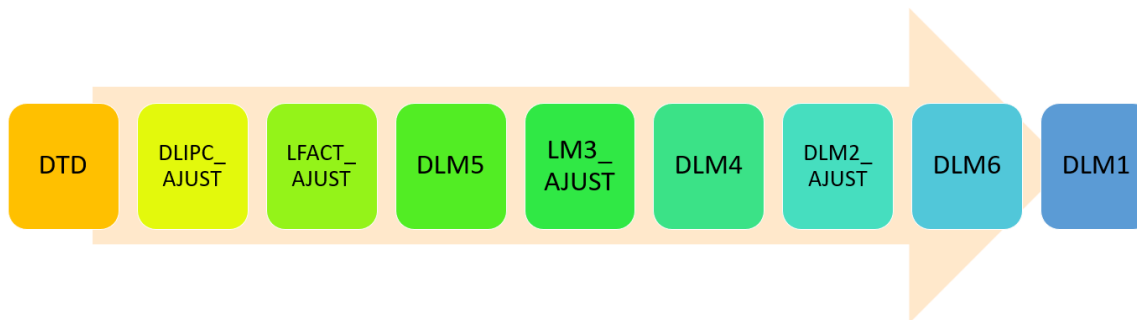 DTD
DLIPC_
AJUST
LFACT_
AJUST
DLM5
LM3_
AJUST
DLM4
DLM2_
AJUST
DLM6
DLM1